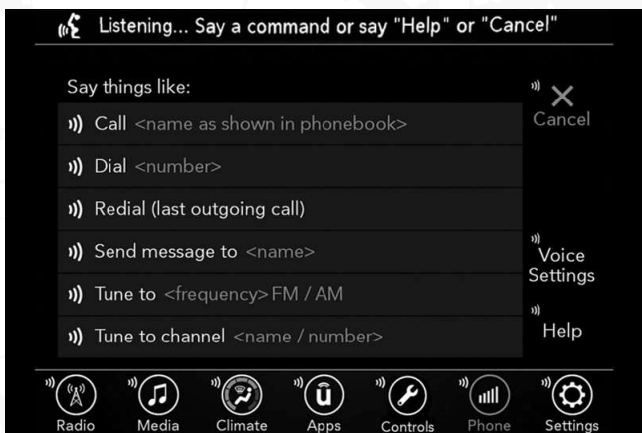 Listening... Say a command or say "Help" or "Cancel"
Say things like:
Call <name as shown in phonebook>
Cancel
Dial <number>
Redial (last outgoing call)
Send message to <name>
Voice
Settings
Tune to <frequency> FM / AM
Tune to channel <name / number>
Help
û
Radio Media Climate Apps Controls Phone Settings